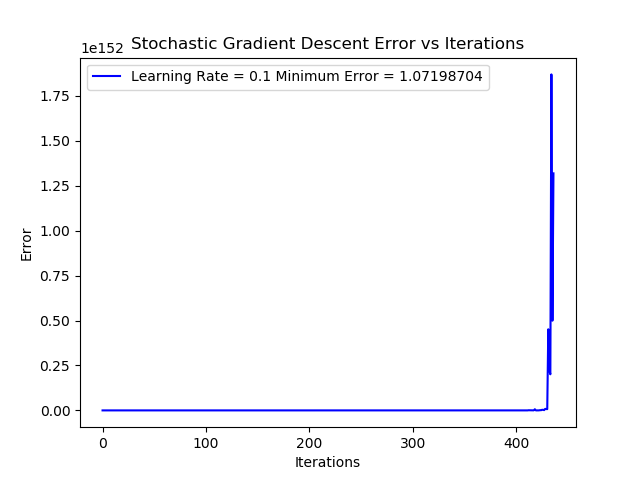 1e152
Stochastic Gradient Descent Error vs Iterations
Learning Rate = 0.1 Minimum Error = 1.07198704
1.75
1.50
1.25
1.00
0.75
0.50
0.25
0.00
Error
0 100 200 300 400
Iterations